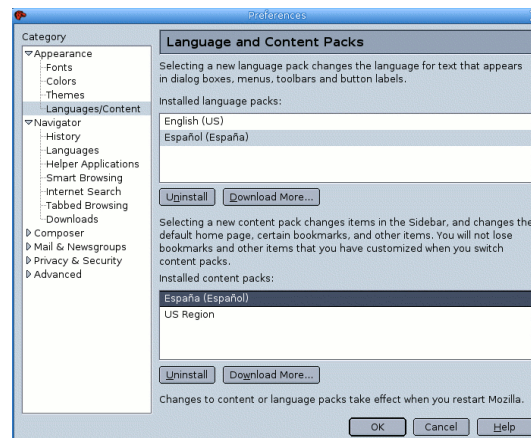 Preferences
Category
Appearance
Fonts
Colors
Themes
Languages/Content
Navigator
History
Languages
Helper Applications
Smart Browsing
Internet Search
Tabbed Browsing
Downloads
Composer
Mail & Newsgroups
Privacy & Security
Advanced
Language and Content Packs
Selecting a new language pack changes the language for text that appears
in dialog boxes, menus, toolbars and button labels.
Installed language packs:
English (US)
Español (España)
Uninstall Download More...
Selecting a new content pack changes items in the Sidebar, and changes the
default home page, certain bookmarks, and other items. You will not lose
bookmarks and other items that you have customized when you switch
content packs.
Installed content packs:
España (Español)
US Region
Uninstall Download More...
Changes to content or language packs take effect when you restart Mozilla.
OK Cancel Help